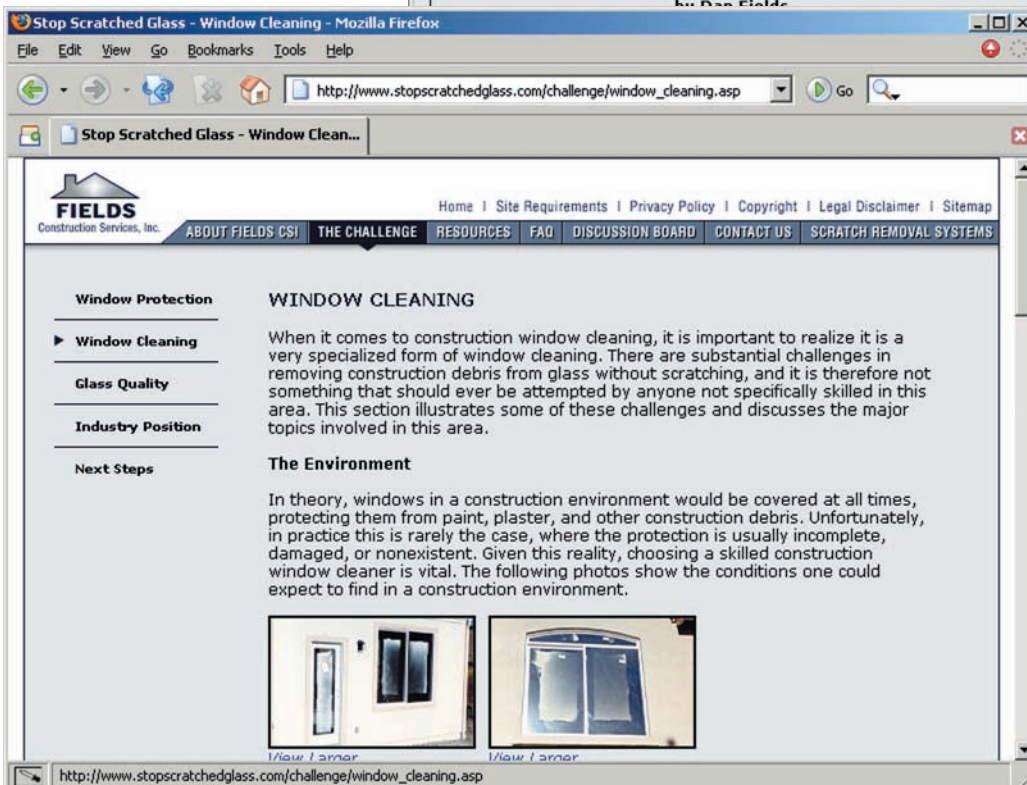 by Dan Fields
Stop Scratched Glass - Window Cleaning - Mozilla Firefox
File Edit View Go Bookmarks Tools Help
http://www.stopscratchedglass.com/challenge/window_cleaning.asp Go
Stop Scratched Glass - Window Clean...
FIELDS
Construction Services, Inc.
Home | Site Requirements | Privacy Policy | Copyright | Legal Disclaimer | Sitemap
ABOUT FIELDS CSI THE CHALLENGE RESOURCES FAQ DISCUSSION BOARD CONTACT US SCRATCH REMOVAL SYSTEMS
Window Protection
Window Cleaning
Glass Quality
Industry Position
Next Steps
WINDOW CLEANING
When it comes to construction window cleaning, it is important to realize it is a
very specialized form of window cleaning. There are substantial challenges in
removing construction debris from glass without scratching, and it is therefore not
something that should ever be attempted by anyone not specifically skilled in this
area. This section illustrates some of these challenges and discusses the major
topics involved in this area.
The Environment
In theory, windows in a construction environment would be covered at all times,
protecting them from paint, plaster, and other construction debris. Unfortunately,
in practice this is rarely the case, where the protection is usually incomplete,
damaged, or nonexistent. Given this reality, choosing a skilled construction
window cleaner is vital. The following photos show the conditions one could
expect to find in a construction environment.
View Larger View Larger
http://www.stopscratchedglass.com/challenge/window_cleaning.asp